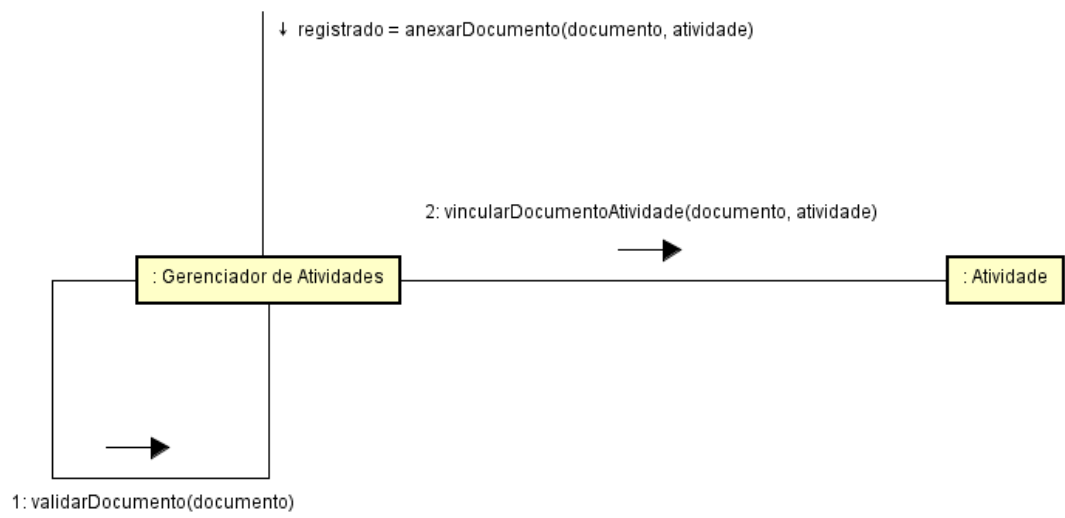 ↓ registrado = anexarDocumento(documento, atividade)
2: vincularDocumentoAtividade(documento, atividade)
: Gerenciador de Atividades
: Atividade
1: validarDocumento(documento)